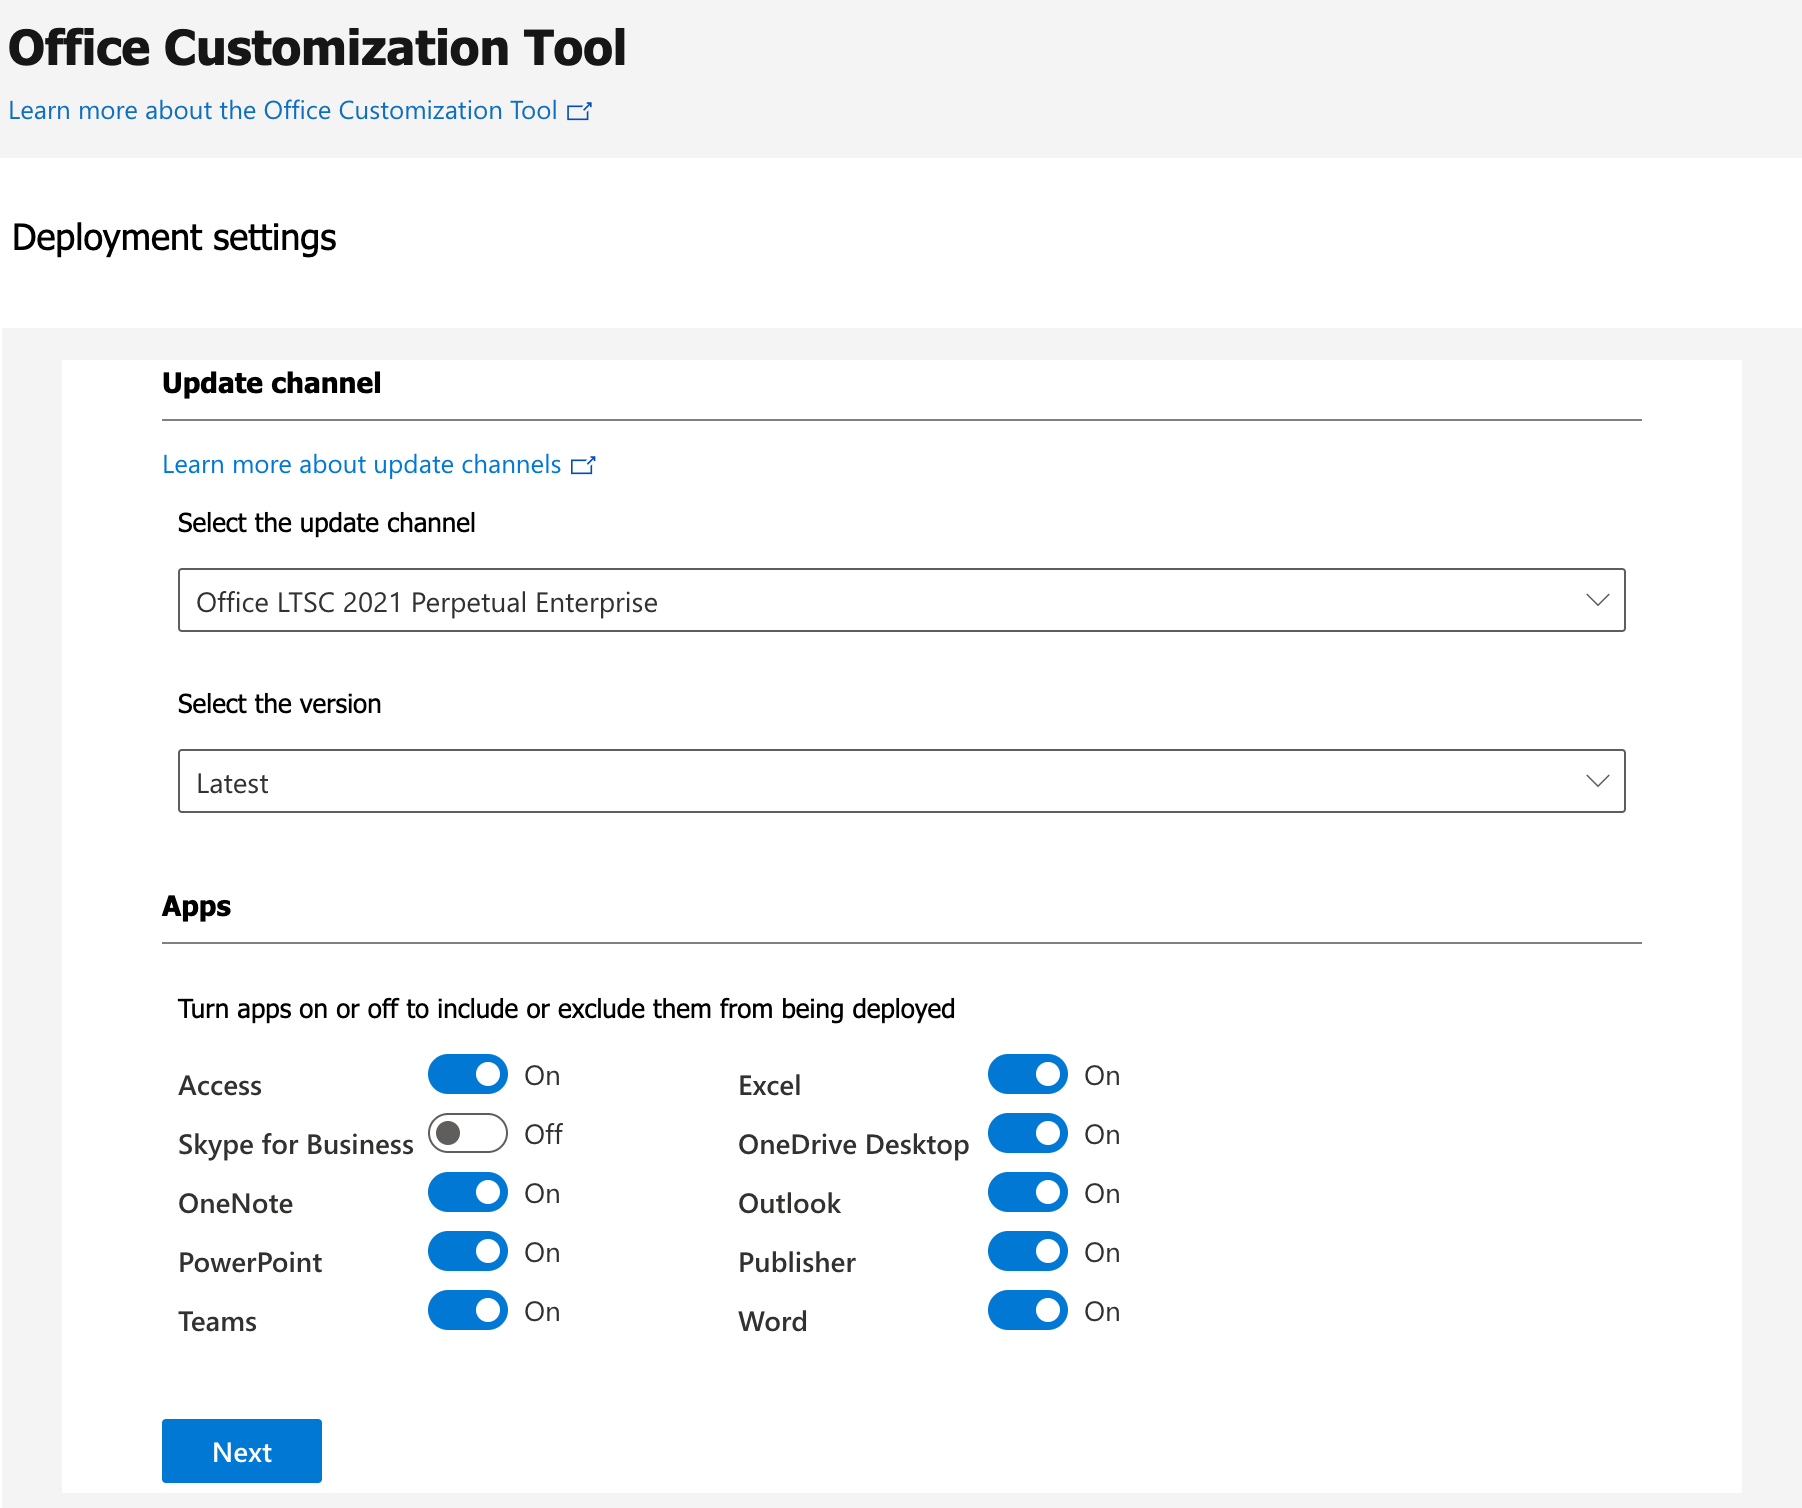 Office Customization Tool
Learn more about the Office Customization Tool
Deployment settings
Update channel
Learn more about update channels
Select the update channel
Office LTSC 2021 Perpetual Enterprise
Select the version
Latest
Apps
Turn apps on or off to include or exclude them from being deployed
Access On Excel On
Skype for Business Off OneDrive Desktop On
OneNote On Outlook On
PowerPoint On Publisher On
Teams On Word On
Next